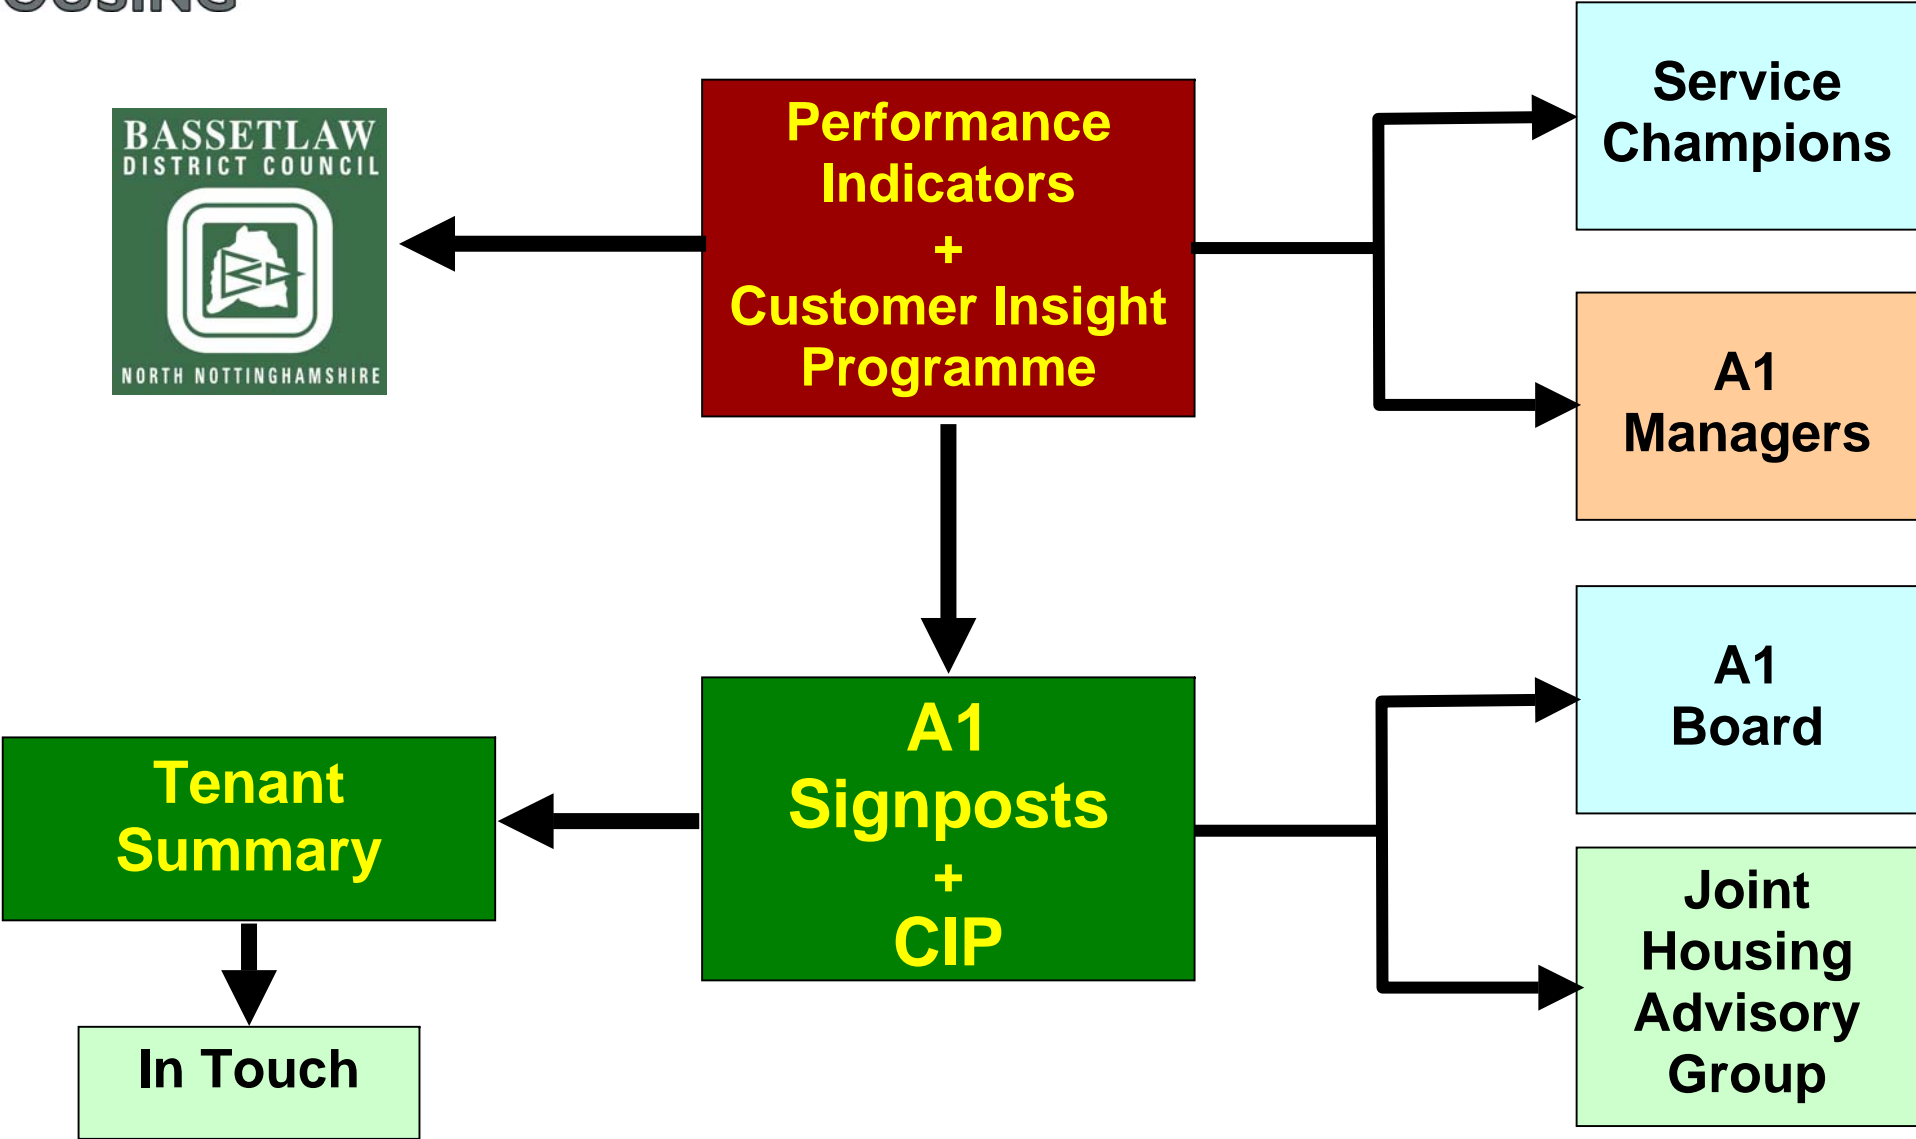 BASSETLAW
DISTRICT COUNCIL
NORTH NOTTINGHAMSHIRE
Performance
Indicators
+
Customer Insight
Programme
Service
Champions
A1
Managers
A1
Signposts
+
CIP
A1
Board
Joint
Housing
Advisory
Group
Tenant
Summary
In Touch